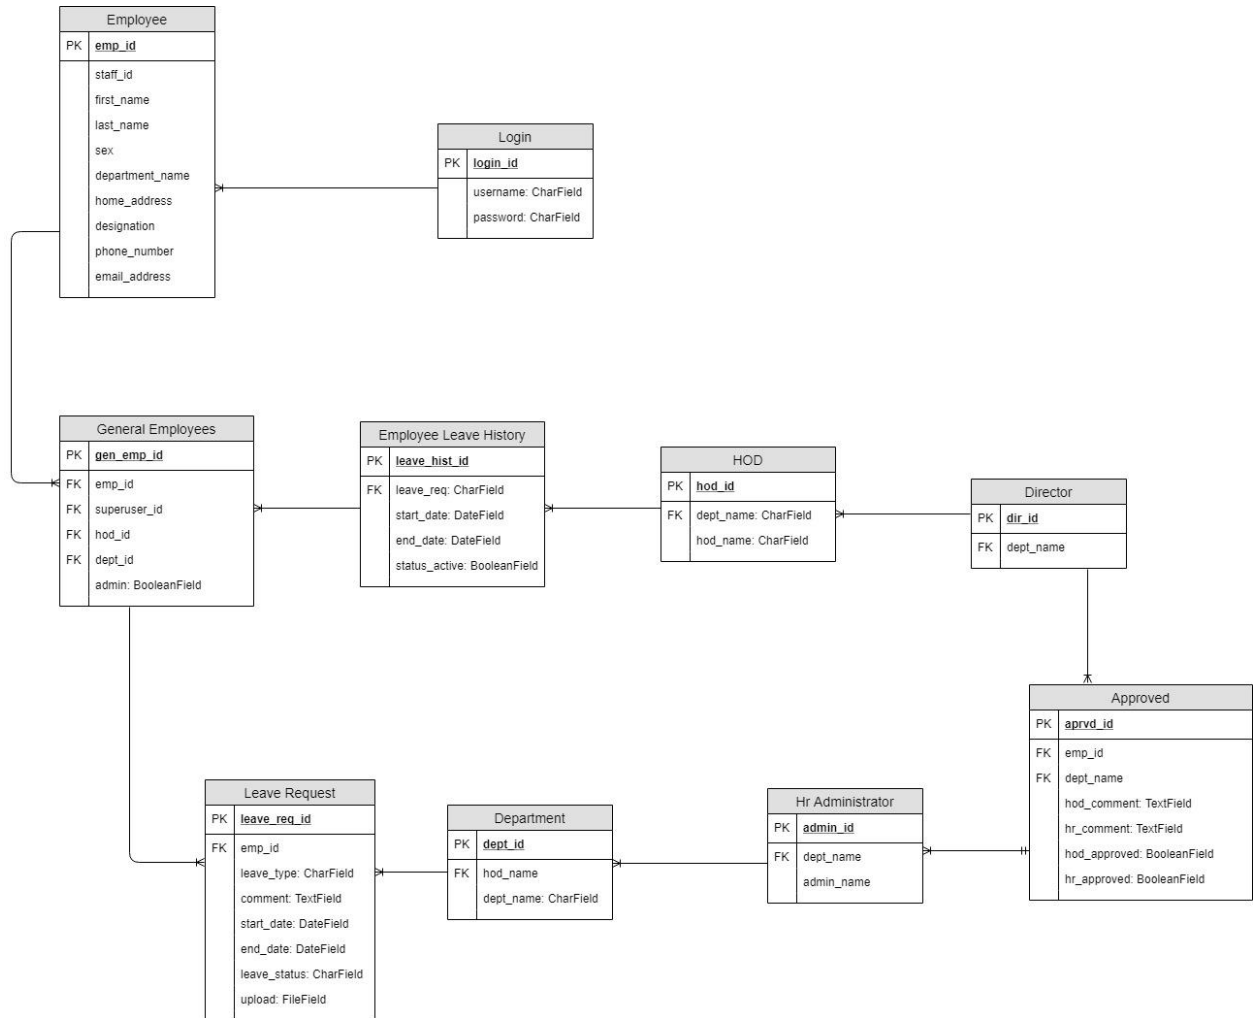 Employee
PK emp_id
staff_id
first_name
last_name
sex
department_name
home_address
designation
phone_number
email_address
Login
PK login_id
username: CharField
password: CharField
General Employees
PK gen_emp_id
FK emp_id
FK superuser_id
FK hod_id
FK dept_id
admin: BooleanField
Employee Leave History
PK leave_hist_id
FK leave_req: CharField
start_date: DateField
end_date: DateField
status_active: BooleanField
HOD
PK hod_id
FK dept_name: CharField
hod_name: CharField
Director
PK dir_id
FK dept_name
Approved
PK aprvd_id
FK emp_id
FK dept_name
hod_comment: TextField
hr_comment: TextField
hod_approved: BooleanField
hr_approved: BooleanField
Leave Request
PK leave_req_id
FK emp_id
leave_type: CharField
comment: TextField
start_date: DateField
end_date: DateField
leave_status: CharField
upload: FileField
Department
PK dept_id
FK hod_name
dept_name: CharField
Hr Administrator
PK admin_id
FK dept_name
admin_name